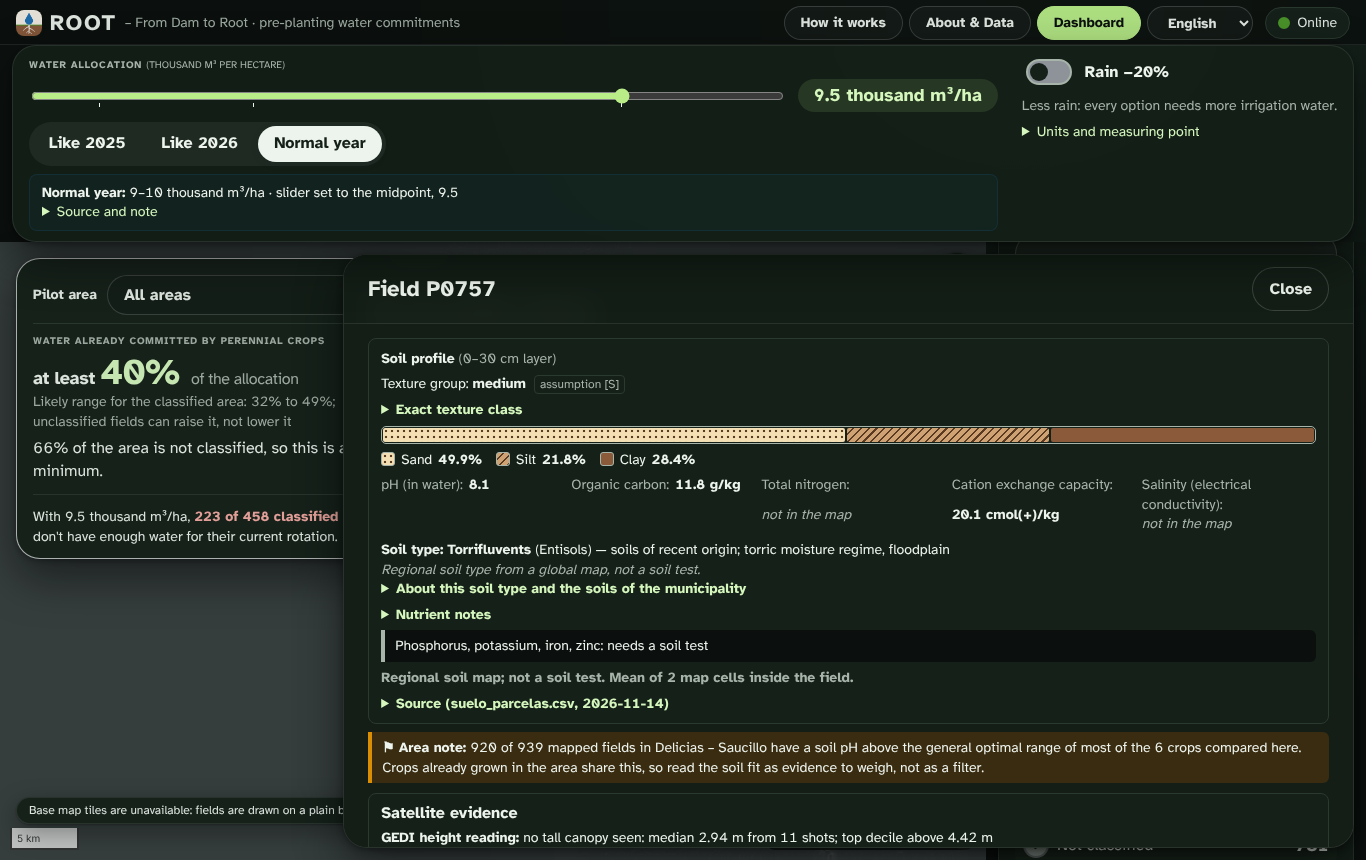 ROOT – From Dam to Root · pre-planting water commitments
How it works
About & Data
Dashboard
English
Online
WATER ALLOCATION (THOUSAND M³ PER HECTARE)
9.5 thousand m³/ha
Like 2025
Like 2026
Normal year
Normal year: 9–10 thousand m³/ha · slider set to the midpoint, 9.5
Source and note
Rain −20%
Less rain: every option needs more irrigation water.
Units and measuring point
Pilot area
All areas
WATER ALREADY COMMITTED BY PERENNIAL CROPS
at least 40% of the allocation
Likely range for the classified area: 32% to 49%;
unclassified fields can raise it, not lower it
66% of the area is not classified, so this is a
minimum.
With 9.5 thousand m³/ha, 223 of 458 classified
don't have enough water for their current rotation.
Base map tiles are unavailable: fields are drawn on a plain
5 km
Field P0757
Close
Soil profile (0–30 cm layer)
Texture group: medium assumption [S]
Exact texture class
Sand 49.9% Silt 21.8% Clay 28.4%
pH (in water): 8.1
Organic carbon: 11.8 g/kg
Total nitrogen:
not in the map
Cation exchange capacity:
20.1 cmol(+)/kg
Salinity (electrical
conductivity):
not in the map
Soil type: Torrifluvents (Entisols) — soils of recent origin; torric moisture regime, floodplain
Regional soil type from a global map, not a soil test.
About this soil type and the soils of the municipality
Nutrient notes
Phosphorus, potassium, iron, zinc: needs a soil test
Regional soil map; not a soil test. Mean of 2 map cells inside the field.
Source (suelo_parcelas.csv, 2026-11-14)
⚑ Area note: 920 of 939 mapped fields in Delicias – Saucillo have a soil pH above the general optimal range of most of the 6 crops compared here.
Crops already grown in the area share this, so read the soil fit as evidence to weigh, not as a filter.
Satellite evidence
GEDI height reading: no tall canopy seen: median 2.94 m from 11 shots; top decile above 4.42 m